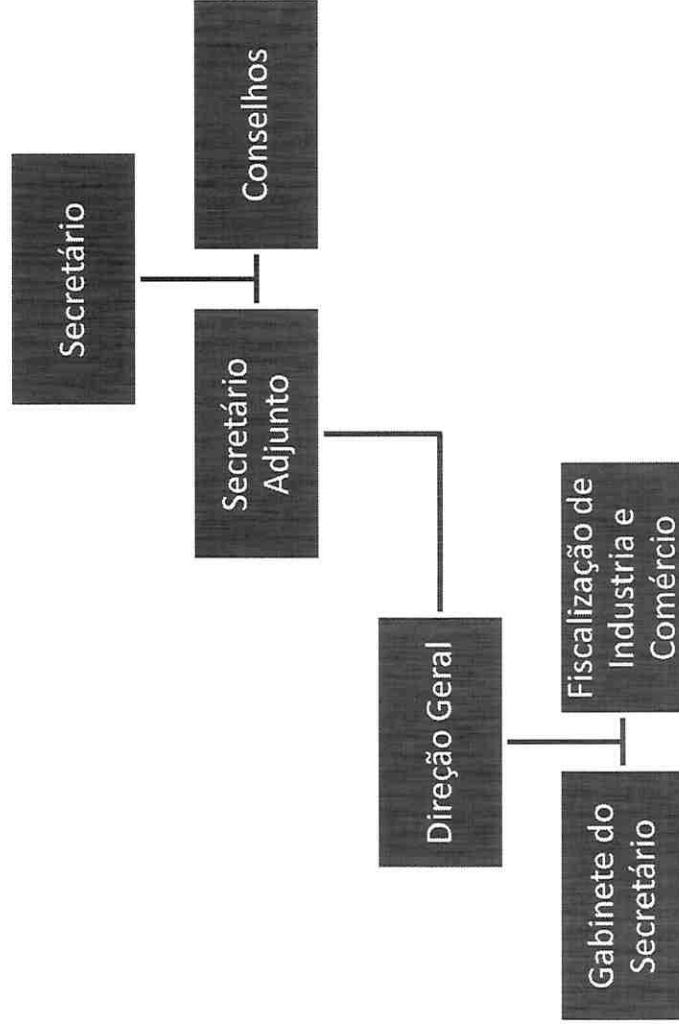 Secretário
Secretário
Adjunto
Conselhos
Direção Geral
Gabinete do
Secretário
Fiscalização de
Industria e
Comércio